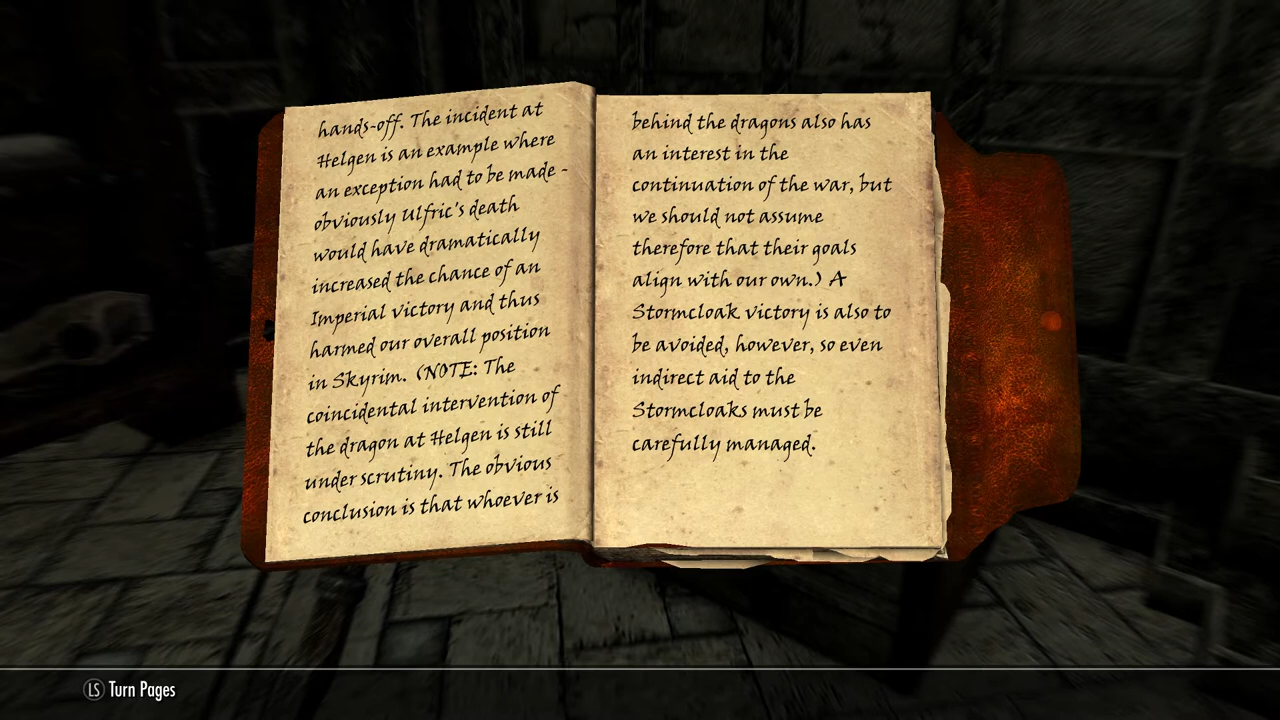 hands-off. The incident at
Helgen is an example where
an exception had to be made -
obviously Ulfric's death
would have dramatically
increased the chance of an
Imperial victory and thus
harmed our overall position
in Skyrim. (NOTE: The
coincidental intervention of
the dragon at Helgen is still
under scrutiny. The obvious
conclusion is that whoever is
behind the dragons also has
an interest in the
continuation of the war, but
we should not assume
therefore that their goals
align with our own.) A
Stormcloak victory is also to
be avoided, however, so even
indirect aid to the
Stormcloaks must be
carefully managed.
LS Turn Pages